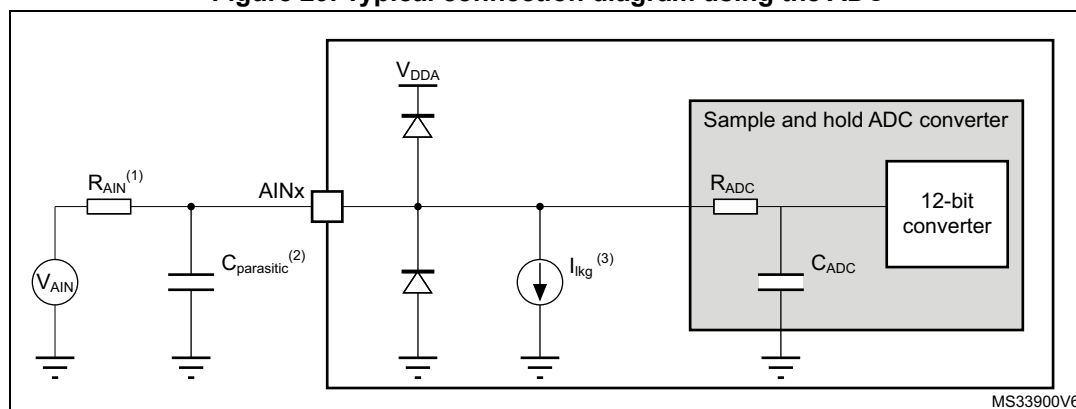 Figure Typical connection diagram using the ADC
V_DDA
Sample and hold ADC converter
R_AIN^(1)
AINx
R_ADC
12-bit
converter
V_AIN
C_parasitic^(2)
I_lkg^(3)
C_ADC
MS33900V6